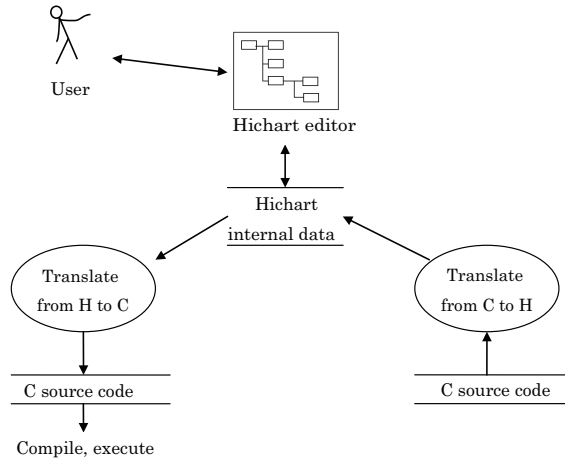 User
Hichart editor
Hichart
internal data
Translate
from H to C
Translate
from C to H
C source code
C source code
Compile, execute